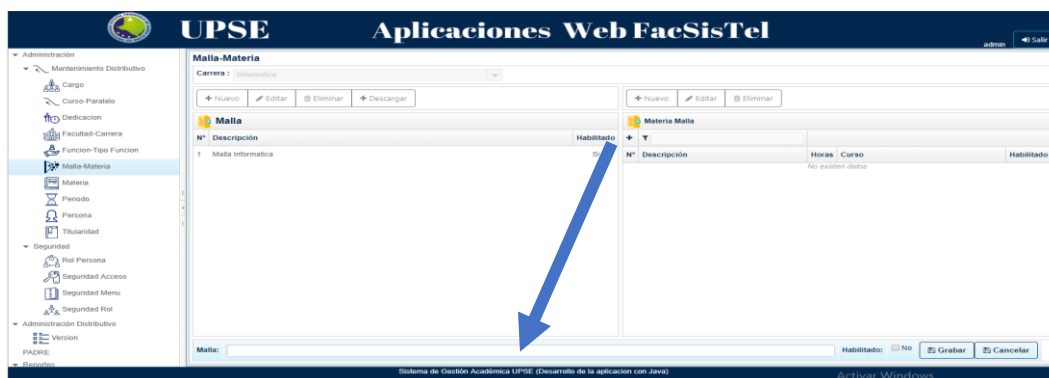 UPSE Aplicaciones Web FacSisTel
admin Salir
Administración
Mantenimiento Distributivo
Cargo
Curso-Paralelo
Dedicacion
Facultad-Carrera
Funcion-Tipo Funcion
Malla-Materia
Materia
Periodo
Persona
Titularidad
Seguridad
Rol Persona
Seguridad Acceso
Seguridad Menu
Seguridad Rol
Administración Distributivo
Version
PADRE
Reportes
Malla-Materia
Carrera : Informatica
Nuevo Editar Eliminar Descargar
Malla
Nº Descripción Habilitado
1 Malla Informatica
Nuevo Editar Eliminar
Materia Malla
Nº Descripción Horas Curso Habilitado
No existen datos
Malla: Habilitado: No Grabar Cancelar
Sistema de Gestión Académica UPSE (Desarrollo de la aplicacion con Java)
Activar Windows